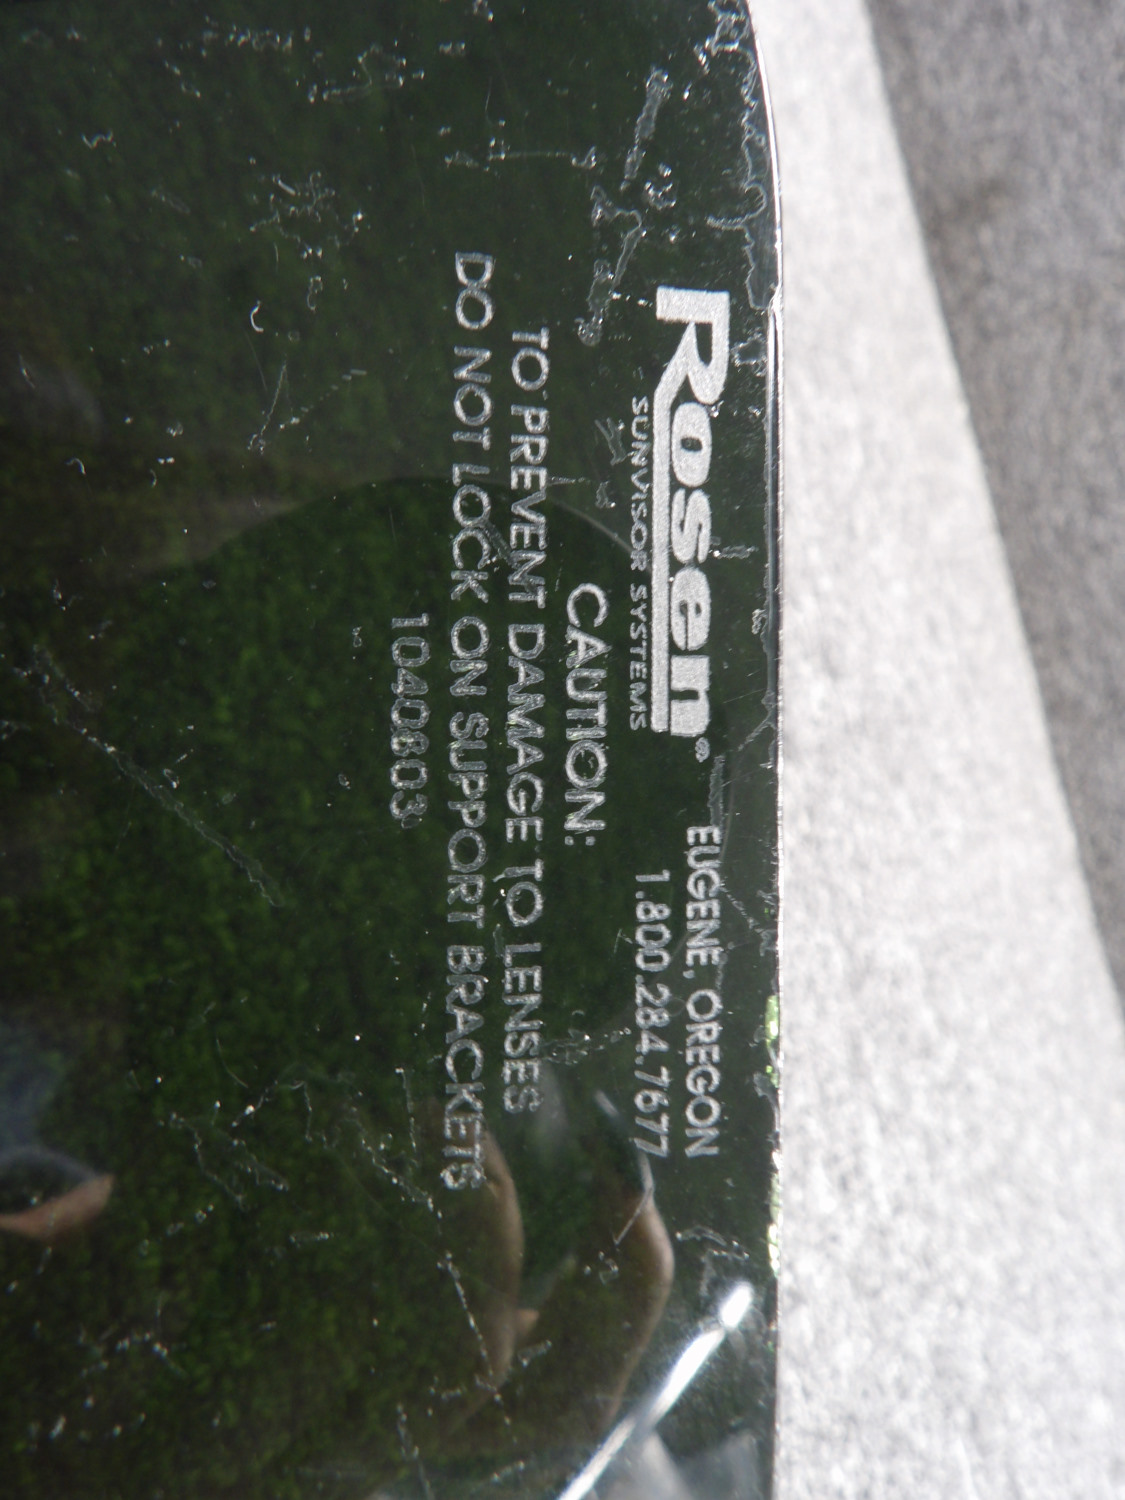 Rosen®
SUNVISOR SYSTEMS
EUGENE, OREGON
1.800.284.7677
CAUTION:
TO PREVENT DAMAGE TO LENSES
DO NOT LOCK ON SUPPORT BRACKETS
1040803